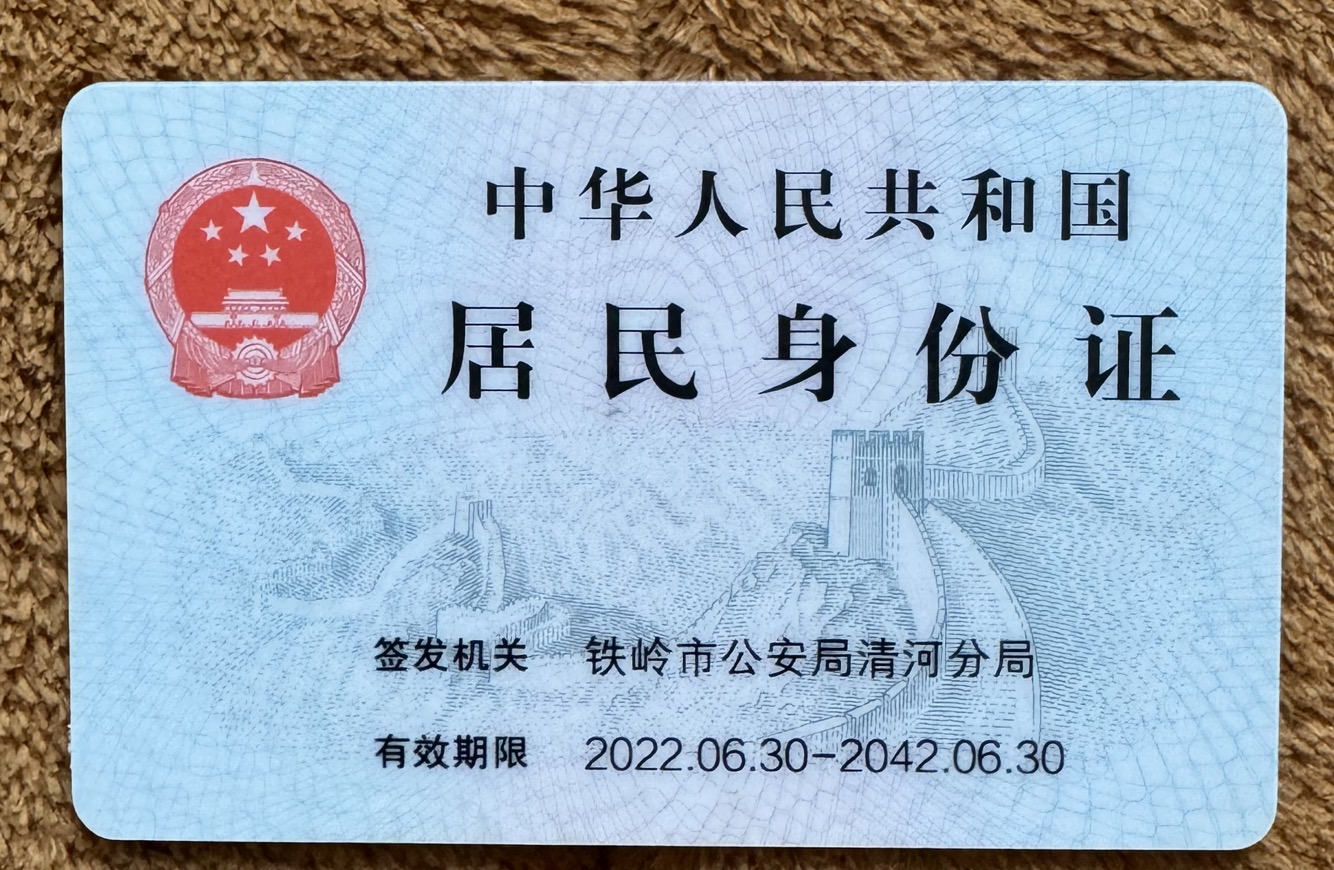 中华人民共和国
居民身份证
签发机关 铁岭市公安局清河分局
有效期限 2022.06.30-2042.06.30